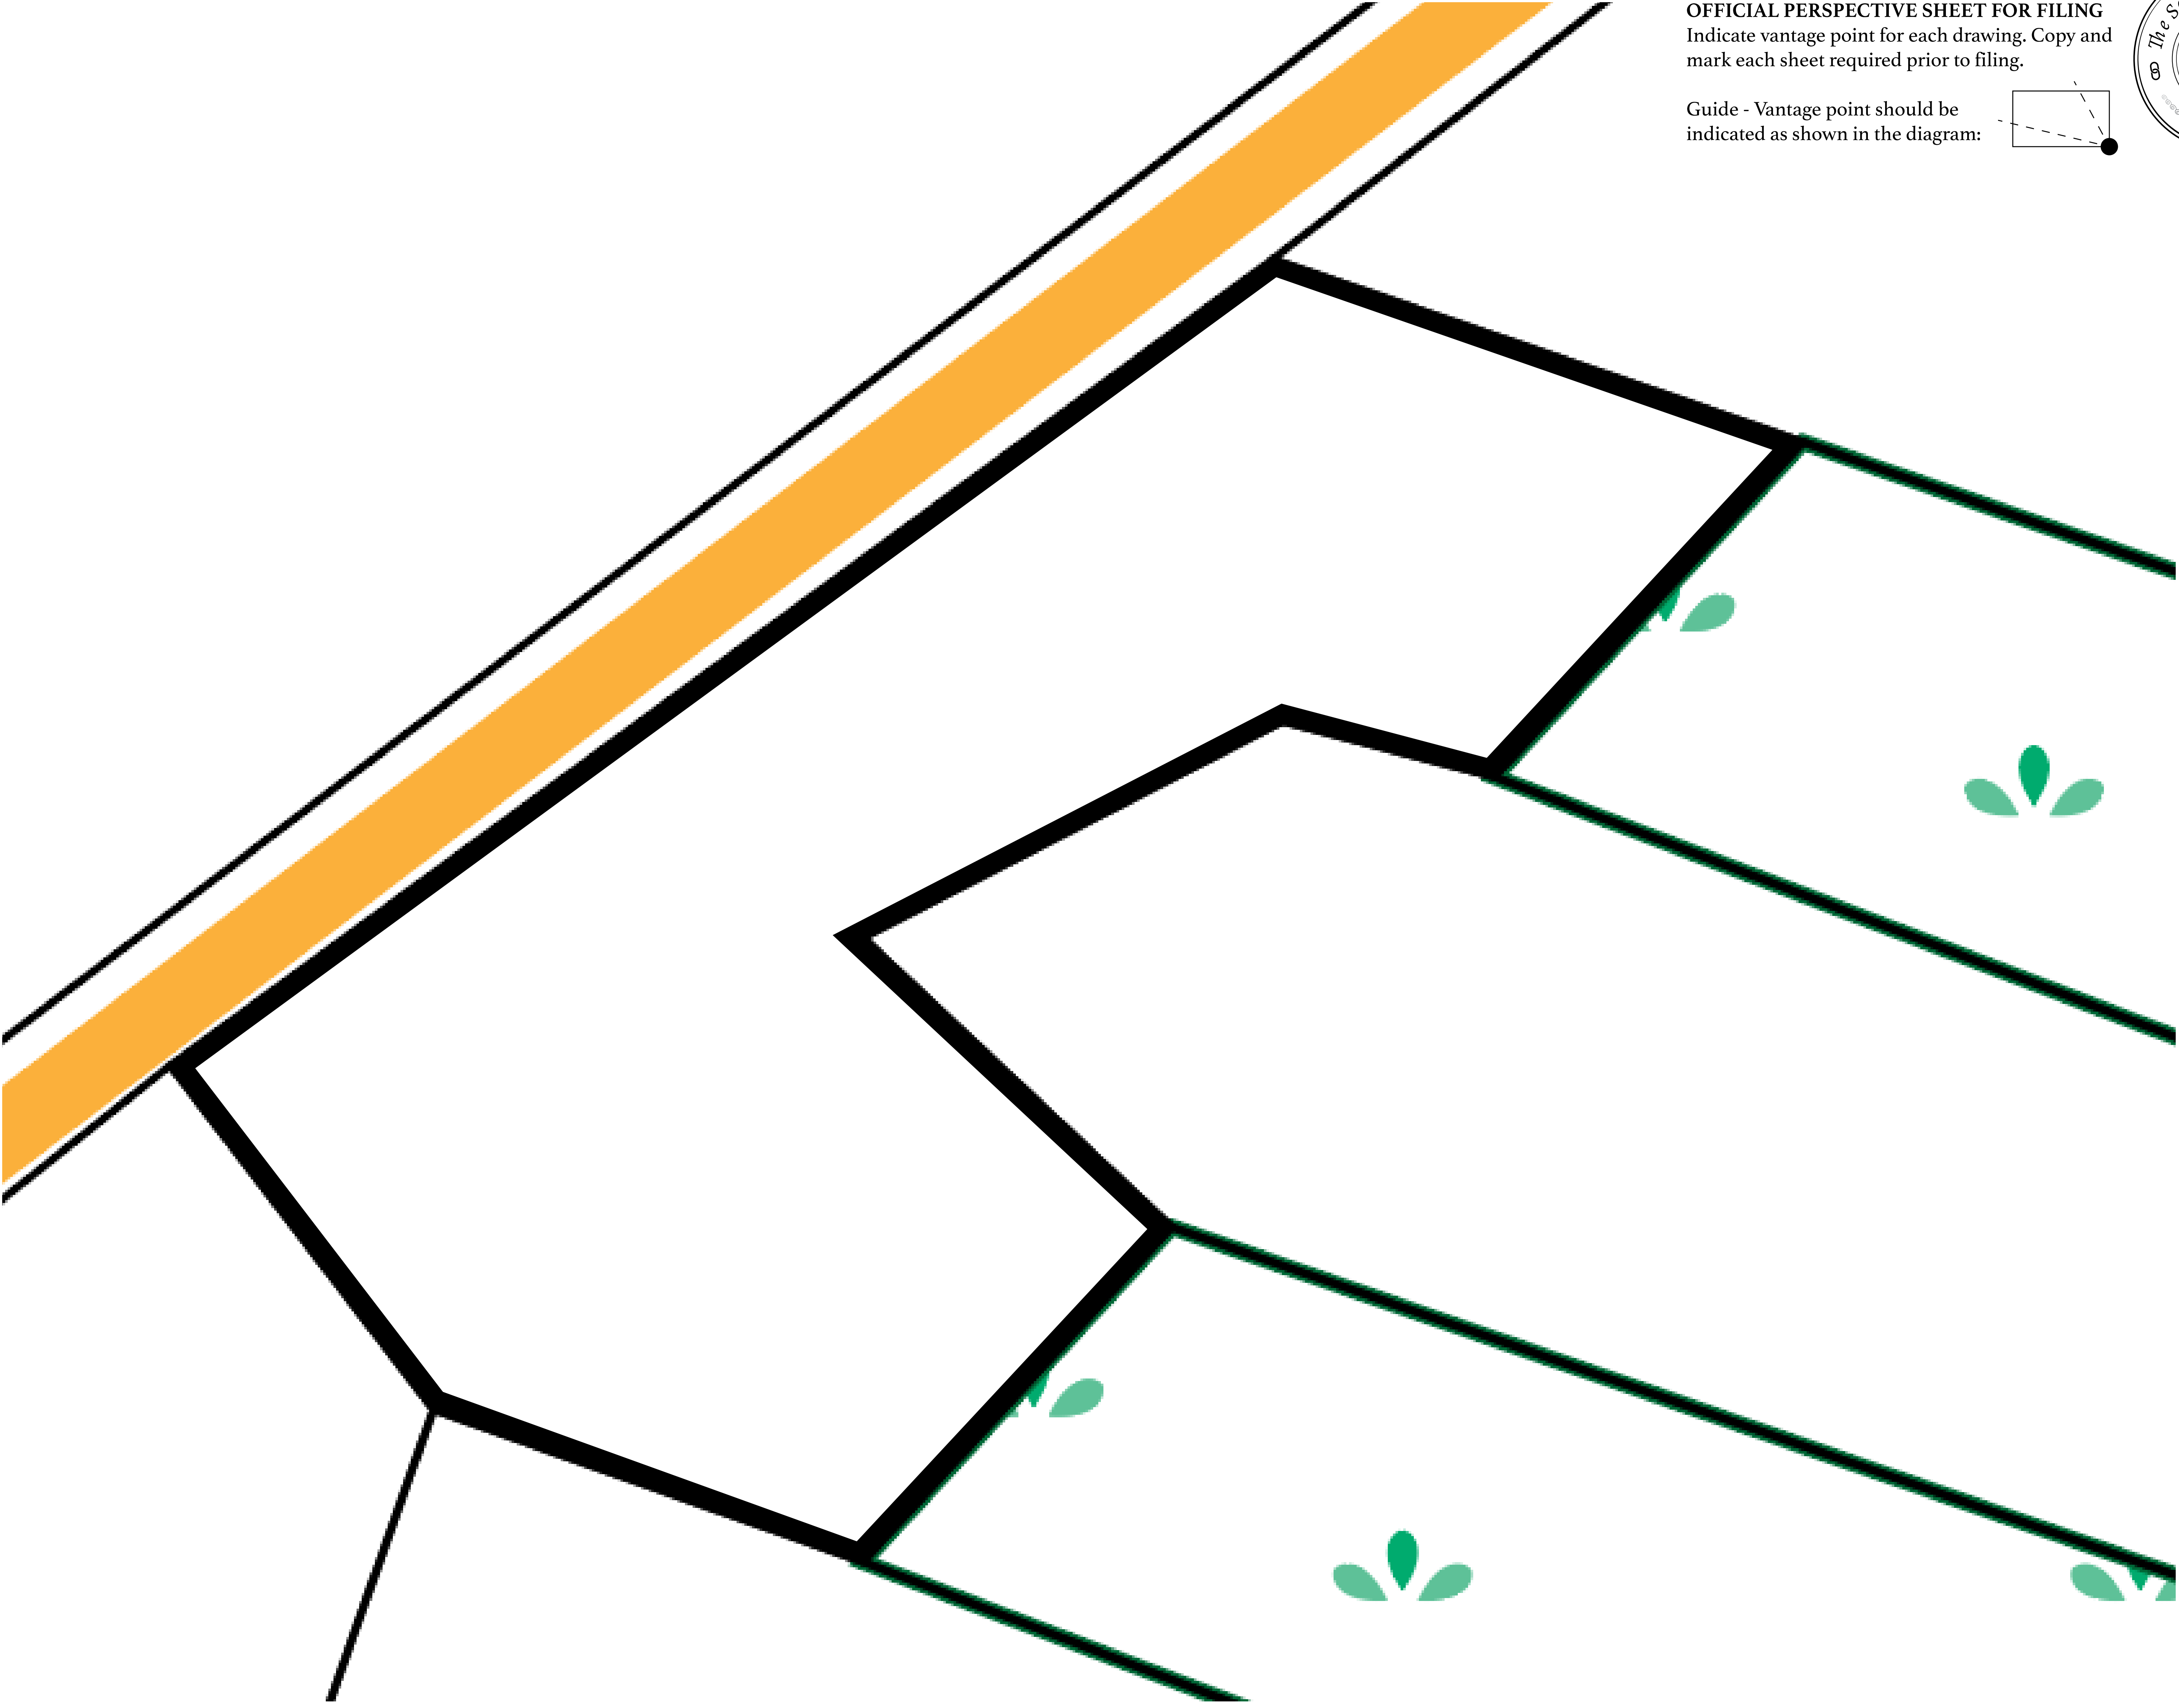 OFFICIAL PERSPECTIVE SHEET FOR FILING
Indicate vantage point for each drawing. Copy and
mark each sheet required prior to filing.
Guide - Vantage point should be
indicated as shown in the diagram:
The